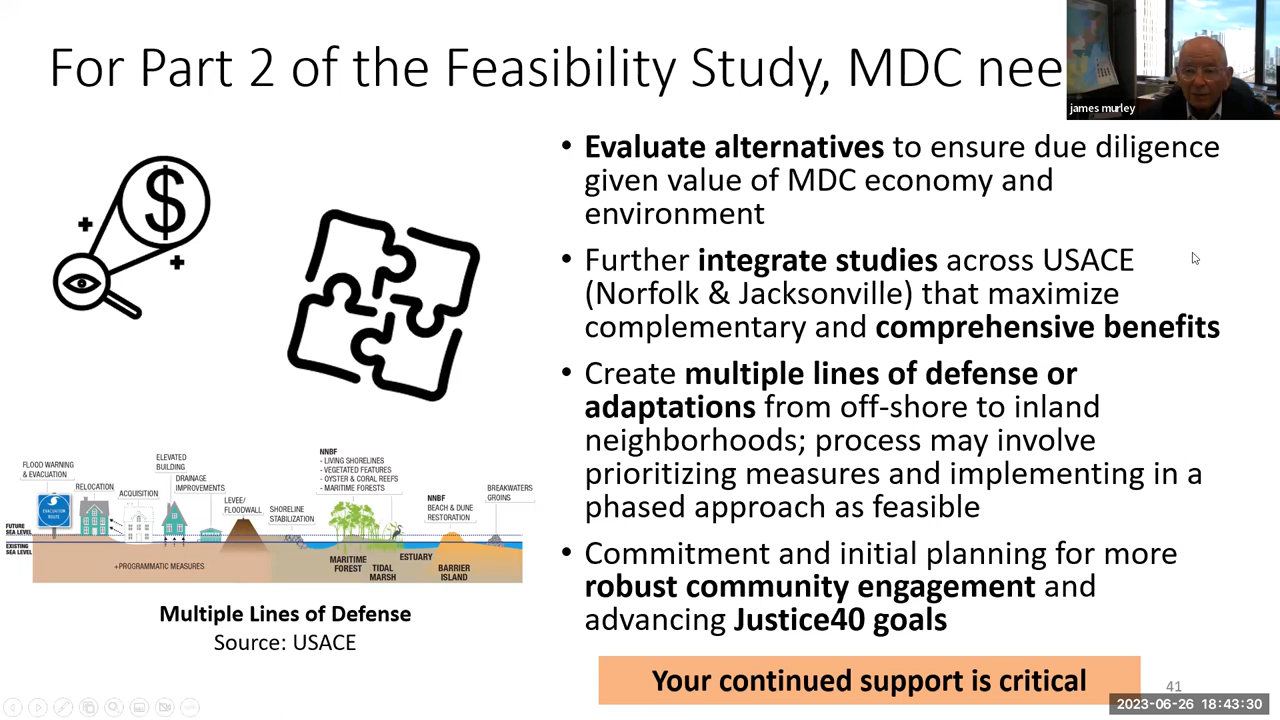 For Part 2 of the Feasibility Study, MDC nee
james murley
• Evaluate alternatives to ensure due diligence
given value of MDC economy and
environment
• Further integrate studies across USACE
(Norfolk & Jacksonville) that maximize
complementary and comprehensive benefits
• Create multiple lines of defense or
adaptations from off-shore to inland
neighborhoods; process may involve
prioritizing measures and implementing in a
phased approach as feasible
• Commitment and initial planning for more
robust community engagement and
advancing Justice40 goals
$
FLOOD WARNING
& EVACUATION
RELOCATION
ACQUISITION
ELEVATED
BUILDING
DRAINAGE
IMPROVEMENTS
LEVEE/
FLOODWALL
SHORELINE
STABILIZATION
NNBF
- LIVING SHORELINES
- VEGETATED FEATURES
- OYSTER & CORAL REEFS
- MARITIME FORESTS
NNBF
BEACH & DUNE
RESTORATION
BREAKWATERS
GROINS
EVACUATION
ROUTE
FUTURE
SEA LEVEL
EXISTING
SEA LEVEL
+PROGRAMMATIC MEASURES
MARITIME
FOREST
TIDAL
MARSH
ESTUARY
BARRIER
ISLAND
Multiple Lines of Defense
Source: USACE
Your continued support is critical
41
2023-06-26 18:43:30